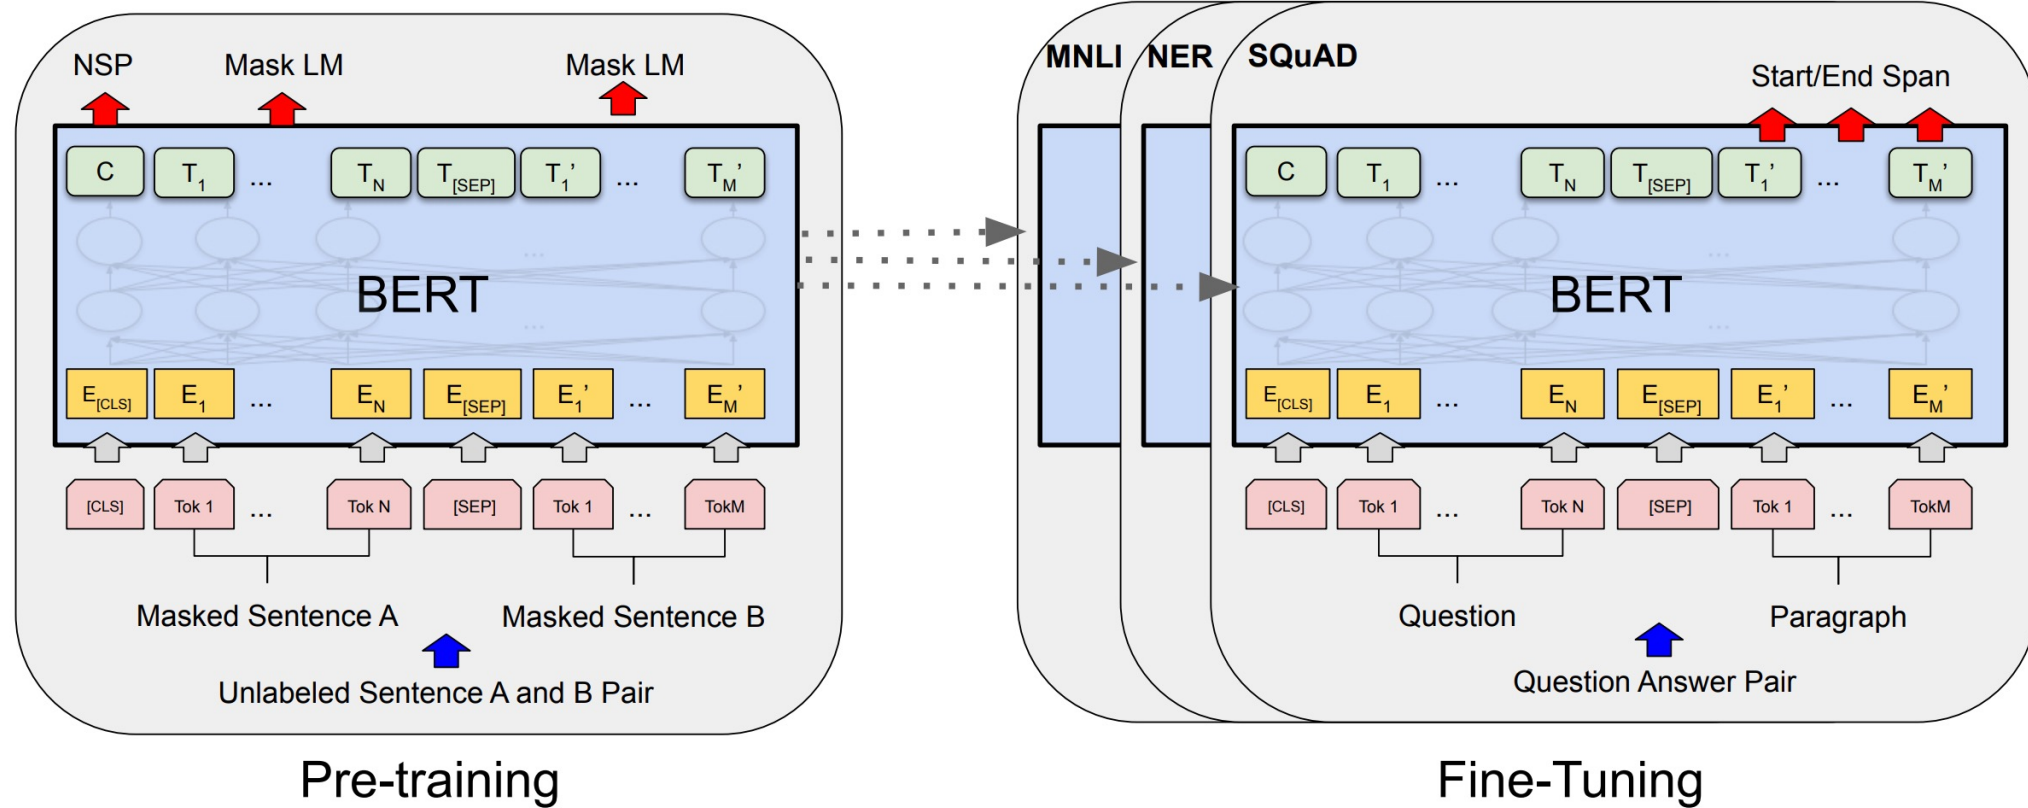 NSP Mask LM Mask LM
C T1 ... TN T[SEP] T1’ ... TM’
...
BERT
...
E[CLS] E1 ... EN E[SEP] E1’ ... EM’
[CLS] Tok 1 ... Tok N [SEP] Tok 1 ... TokM
Masked Sentence A Masked Sentence B
Unlabeled Sentence A and B Pair
Pre-training
MNLI NER SQuAD
Start/End Span
C T1 ... TN T[SEP] T1’ ... TM’
...
BERT
...
E[CLS] E1 ... EN E[SEP] E1’ ... EM’
[CLS] Tok 1 ... Tok N [SEP] Tok 1 ... TokM
Question Paragraph
Question Answer Pair
Fine-Tuning